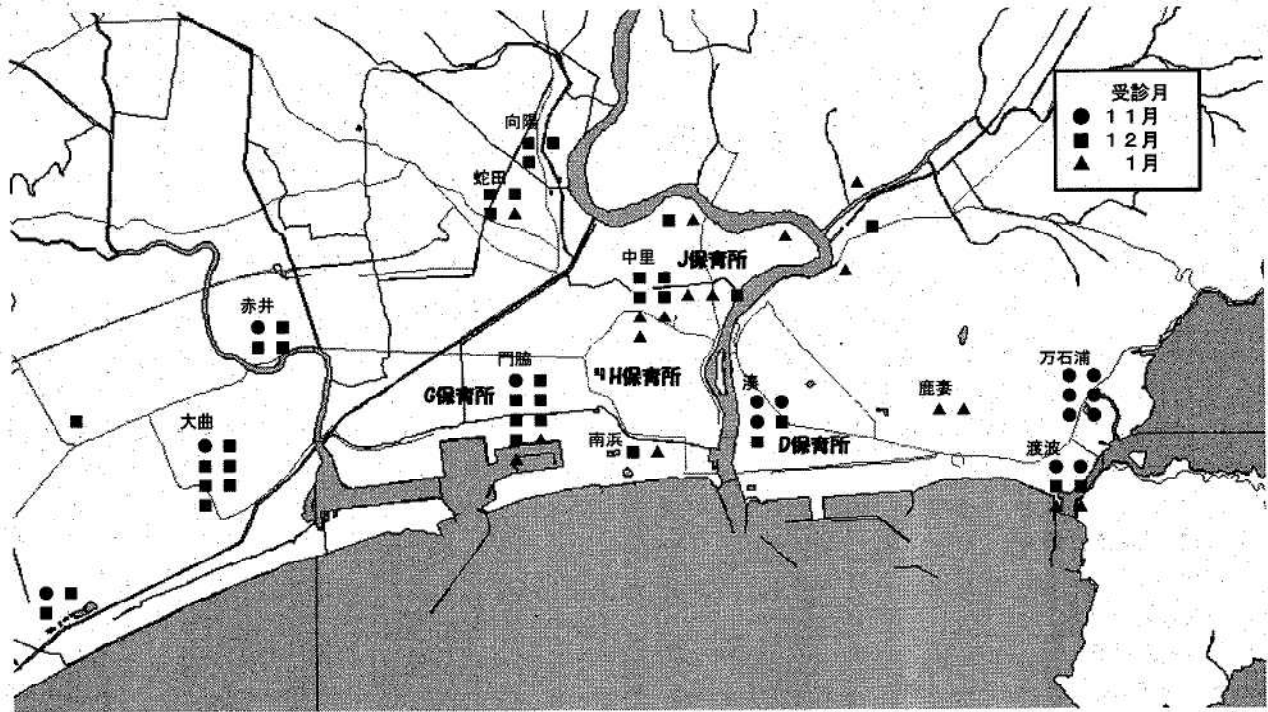 受診月
● 11月
■ 12月
▲ 1月
向陽
蛇田
中里
J保育所
赤井
門脇
G保育所
H保育所
湊
D保育所
鹿妻
万石浦
大曲
南浜
渡波